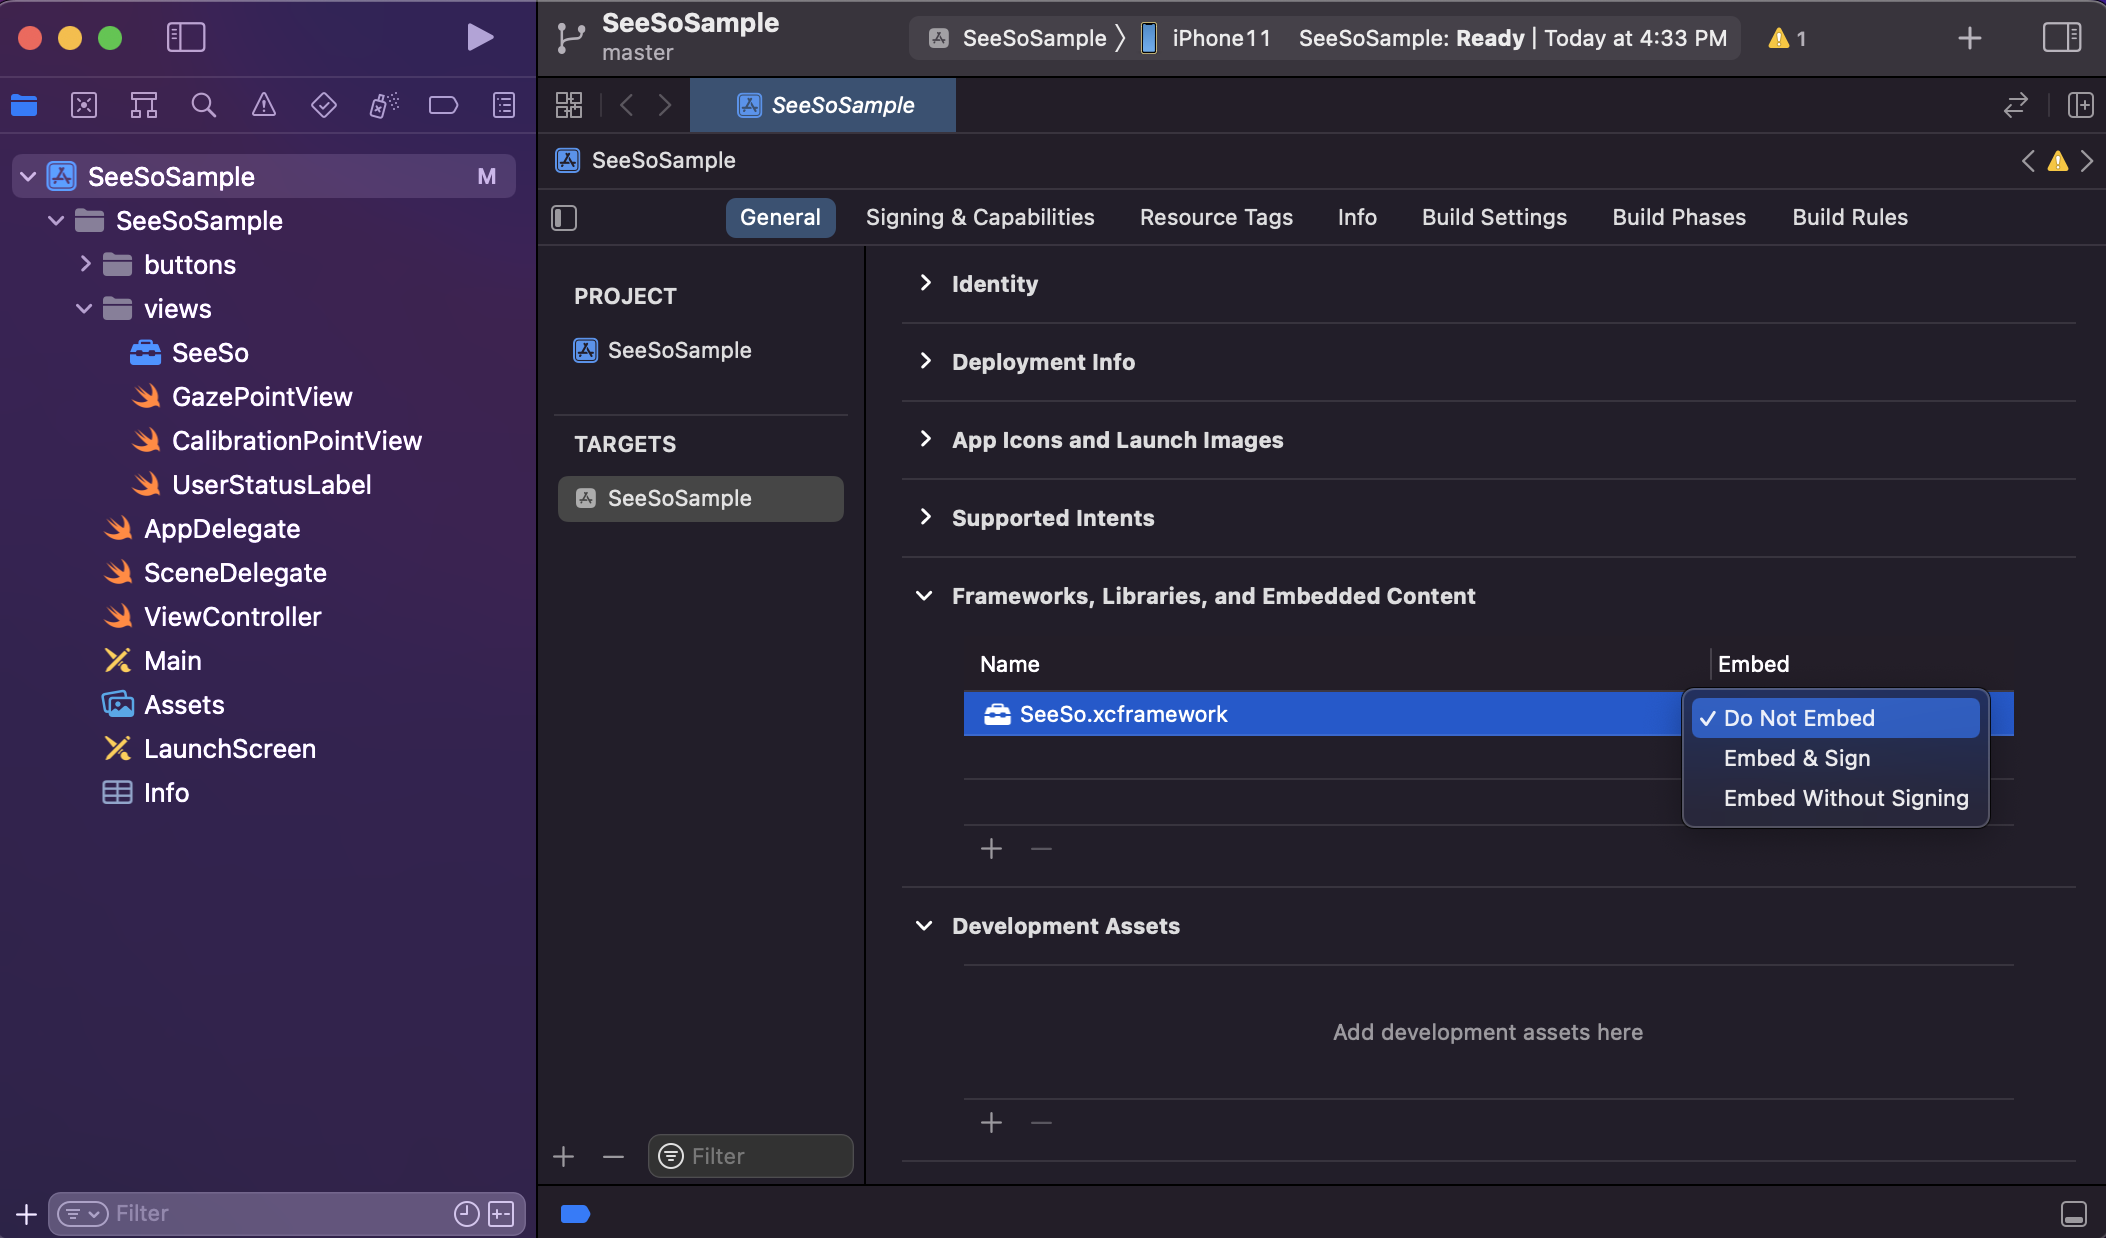 SeeSoSample
master
SeeSoSample
iPhone11
SeeSoSample: Ready | Today at 4:33 PM
1
SeeSoSample
SeeSoSample
SeeSoSample
M
SeeSoSample
buttons
views
SeeSo
GazePointView
CalibrationPointView
UserStatusLabel
AppDelegate
SceneDelegate
ViewController
Main
Assets
LaunchScreen
Info
Filter
General
Signing & Capabilities
Resource Tags
Info
Build Settings
Build Phases
Build Rules
PROJECT
SeeSoSample
TARGETS
SeeSoSample
Filter
Identity
Deployment Info
App Icons and Launch Images
Supported Intents
Frameworks, Libraries, and Embedded Content
Name
Embed
SeeSo.xcframework
✓ Do Not Embed
Embed & Sign
Embed Without Signing
Development Assets
Add development assets here